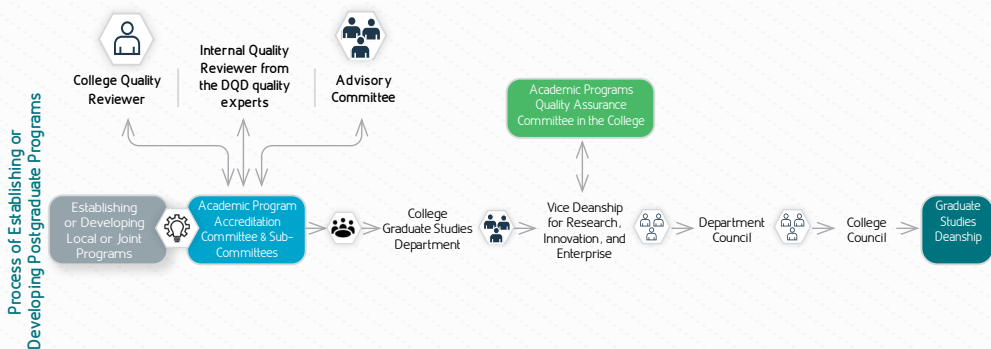 Process of Establishing or
Developing Postgraduate Programs
College Quality
Reviewer
Internal Quality
Reviewer from
the DQD quality
experts
Advisory
Committee
Academic Programs
Quality Assurance
Committee in the College
Establishing
or Developing
Local or Joint
Programs
Academic Program
Accreditation
Committee & Sub-
Committees
College
Graduate Studies
Department
Vice Deanship
for Research,
Innovation, and
Enterprise
Department
Council
College
Council
Graduate
Studies
Deanship